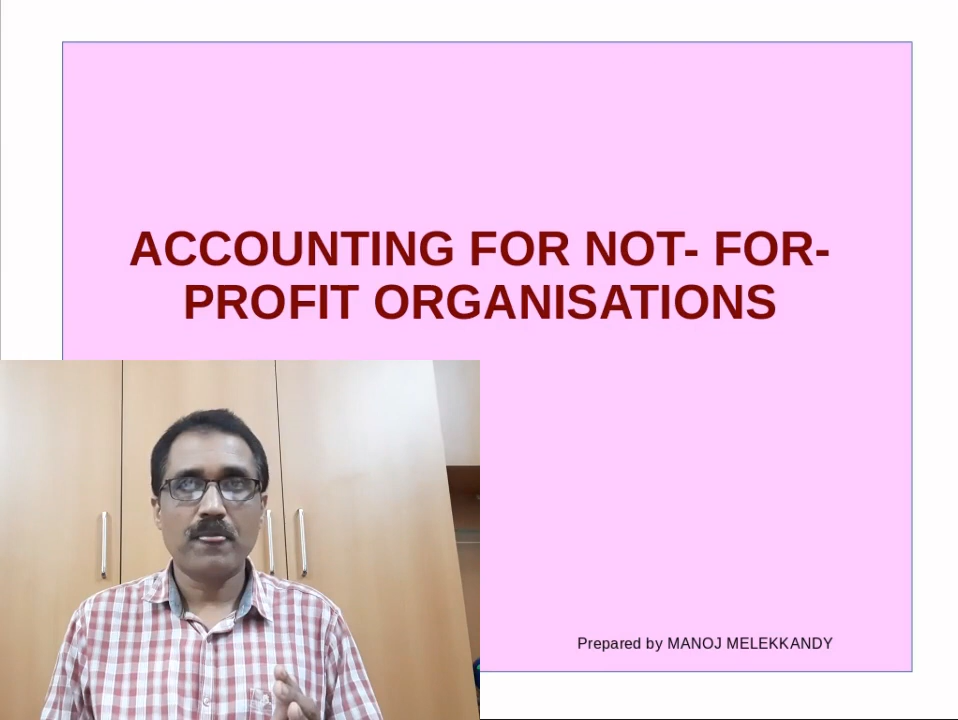 ACCOUNTING FOR NOT- FOR-
PROFIT ORGANISATIONS
Prepared by MANOJ MELEKKANDY